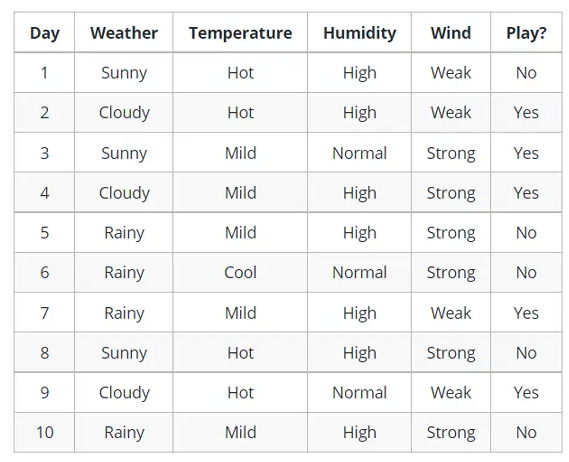 Day Weather Temperature Humidity Wind Play?
1 Sunny Hot High Weak No
2 Cloudy Hot High Weak Yes
3 Sunny Mild Normal Strong Yes
4 Cloudy Mild High Strong Yes
5 Rainy Mild High Strong No
6 Rainy Cool Normal Strong No
7 Rainy Mild High Weak Yes
8 Sunny Hot High Strong No
9 Cloudy Hot Normal Weak Yes
10 Rainy Mild High Strong No